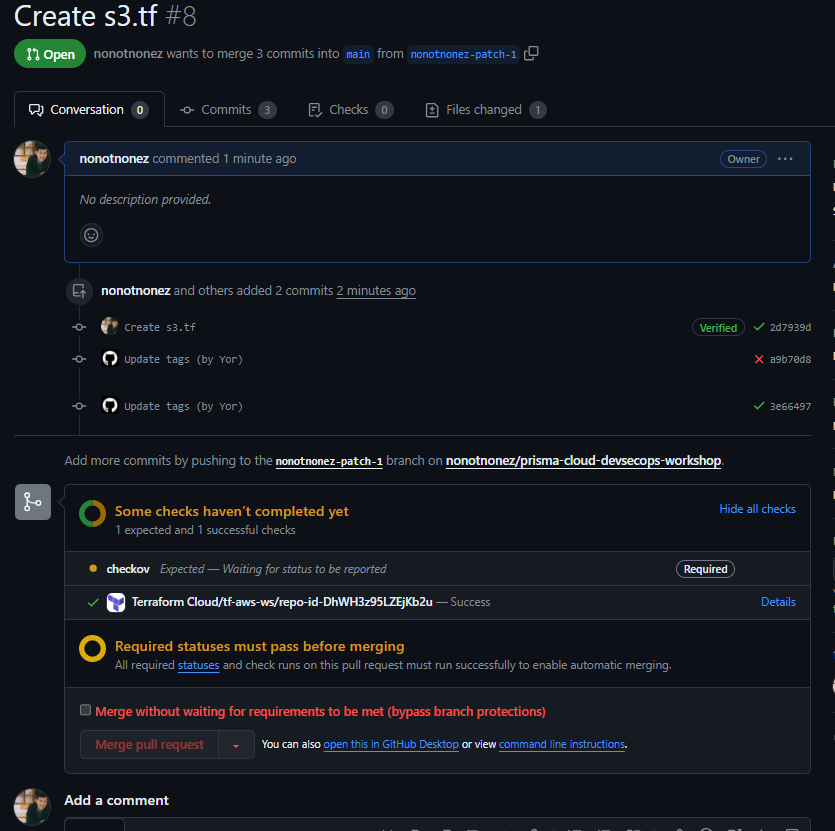 Create s3.tf #8
Open nonotnonez wants to merge 3 commits into main from nonotnonez-patch-1
Conversation 0 Commits 3 Checks 0 Files changed 1
nonotnonez commented 1 minute ago Owner
No description provided.
nonotnonez and others added 2 commits 2 minutes ago
Create s3.tf Verified 2d7939d
Update tags (by Yor) a9b70d8
Update tags (by Yor) 3e66497
Add more commits by pushing to the nonotnonez-patch-1 branch on nonotnonez/prisma-cloud-devsecops-workshop.
Some checks haven't completed yet Hide all checks
1 expected and 1 successful checks
checkov Expected — Waiting for status to be reported Required
Terraform Cloud/tf-aws-ws/repo-id-DhWH3z95LZEjKb2u — Success Details
Required statuses must pass before merging
All required statuses and check runs on this pull request must run successfully to enable automatic merging.
Merge without waiting for requirements to be met (bypass branch protections)
Merge pull request You can also open this in GitHub Desktop or view command line instructions.
Add a comment